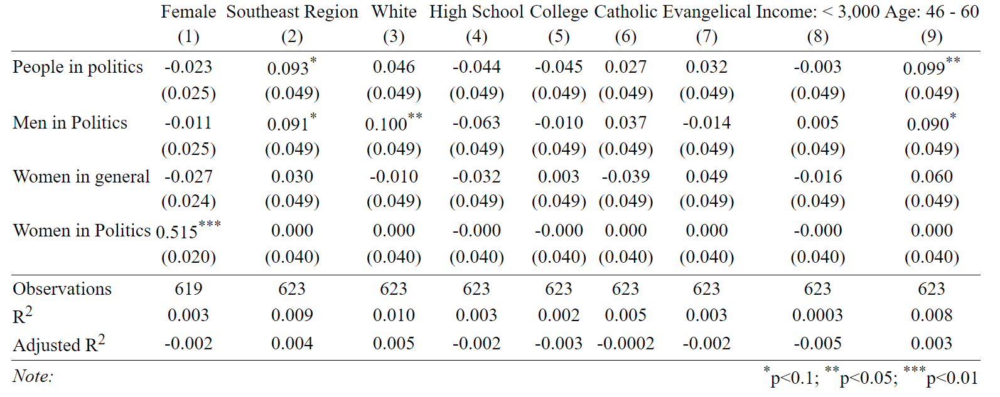 Female Southeast Region White High School College Catholic Evangelical Income: < 3,000 Age: 46 - 60
(1) (2) (3) (4) (5) (6) (7) (8) (9)
People in politics -0.023 0.093* 0.046 -0.044 -0.045 0.027 0.032 -0.003 0.099**
(0.025) (0.049) (0.049) (0.049) (0.049) (0.049) (0.049) (0.049) (0.049)
Men in Politics -0.011 0.091* 0.100** -0.063 -0.010 0.037 -0.014 0.005 0.090*
(0.025) (0.049) (0.049) (0.049) (0.049) (0.049) (0.049) (0.049) (0.049)
Women in general -0.027 0.030 -0.010 -0.032 0.003 -0.039 0.049 -0.016 0.060
(0.024) (0.049) (0.049) (0.049) (0.049) (0.049) (0.049) (0.049) (0.049)
Women in Politics 0.515*** 0.000 0.000 -0.000 -0.000 0.000 0.000 -0.000 0.000
(0.020) (0.040) (0.040) (0.040) (0.040) (0.040) (0.040) (0.040) (0.040)
Observations 619 623 623 623 623 623 623 623 623
R2 0.003 0.009 0.010 0.003 0.002 0.005 0.003 0.0003 0.008
Adjusted R2 -0.002 0.004 0.005 -0.002 -0.003 -0.0002 -0.002 -0.005 0.003
Note: *p<0.1; **p<0.05; ***p<0.01